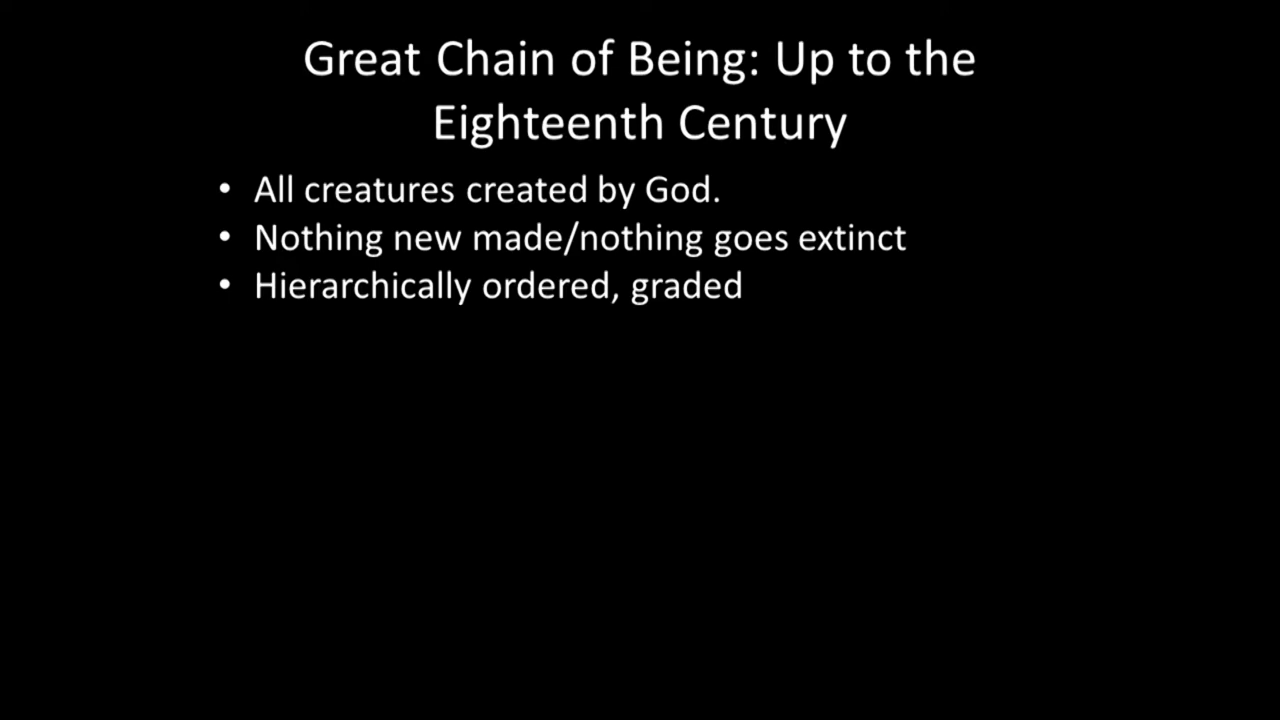 Great Chain of Being: Up to the
Eighteenth Century
• All creatures created by God.
• Nothing new made/nothing goes extinct
• Hierarchically ordered, graded